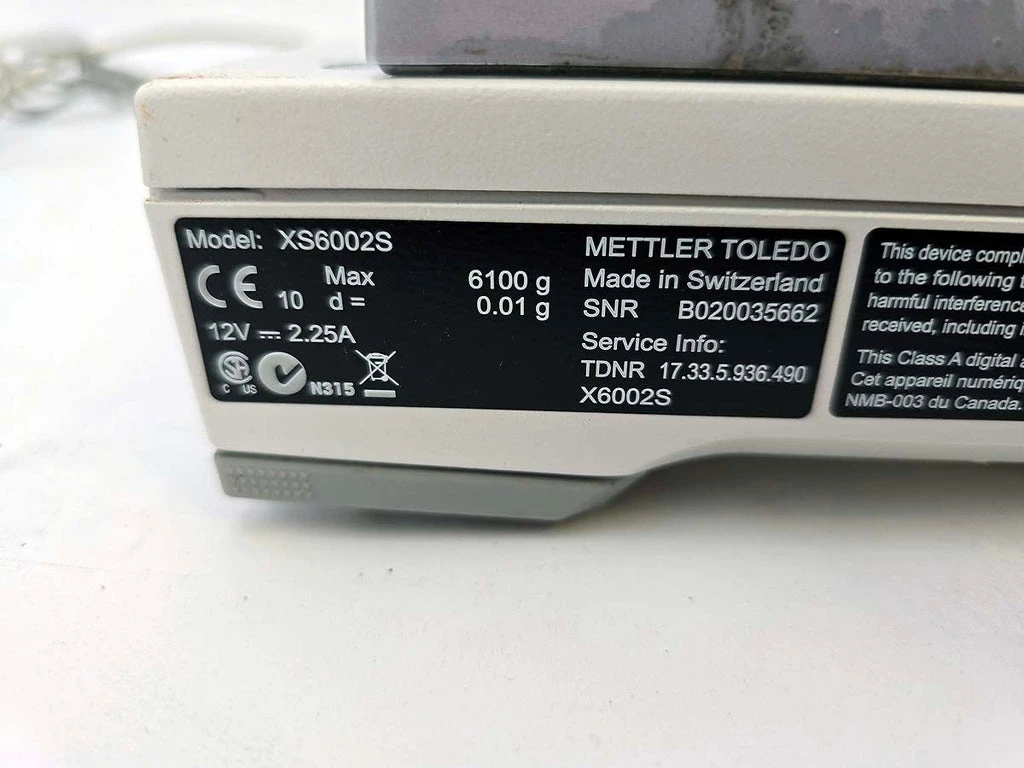 Model: XS6002S
CE 10 Max 6100 g
d = 0.01 g
12V ⎓ 2.25A
SA
C US N315
METTLER TOLEDO
Made in Switzerland
SNR B020035662
Service Info:
TDNR 17.33.5.936.490
X6002S
This device compl
to the following
harmful interference
received, including
This Class A digital a
Cet appareil numériq
NMB-003 du Canada.